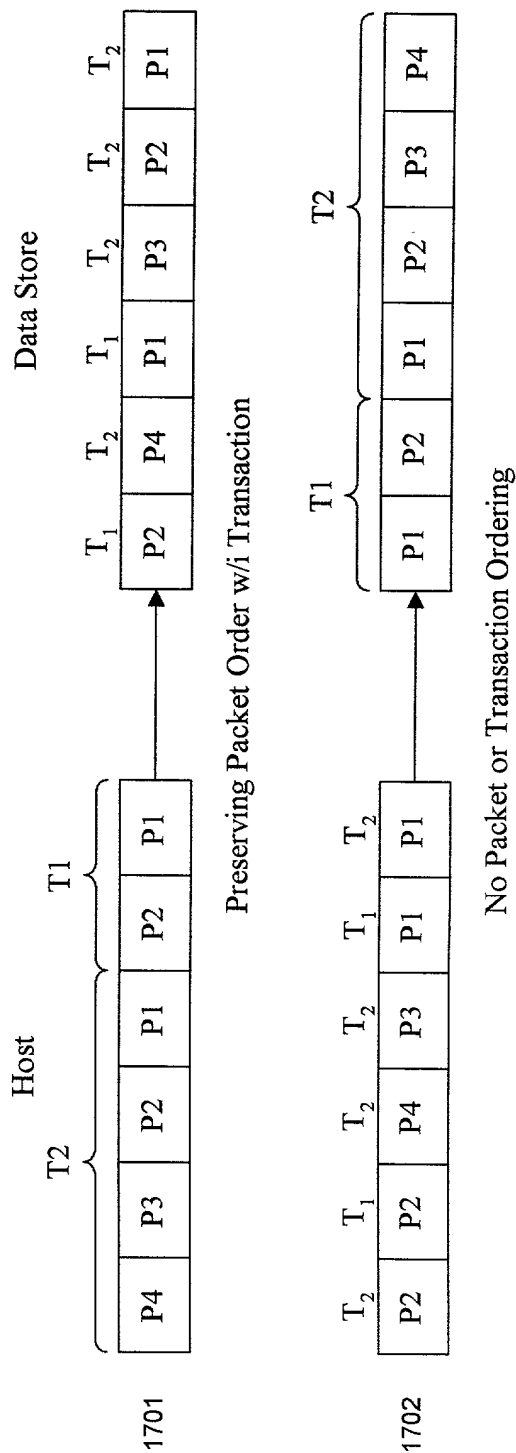 Host
Data Store
T2
T1
T1 T2 T1 T2 T2 T2
1701
P4 P3 P2 P1 P2 P1
P2 P4 P1 P3 P2 P1
Preserving Packet Order w/i Transaction
T2 T1 T2 T2 T1 T2
T1
T2
1702
P2 P2 P4 P3 P1 P1
P1 P2 P1 P2 P3 P4
No Packet or Transaction Ordering